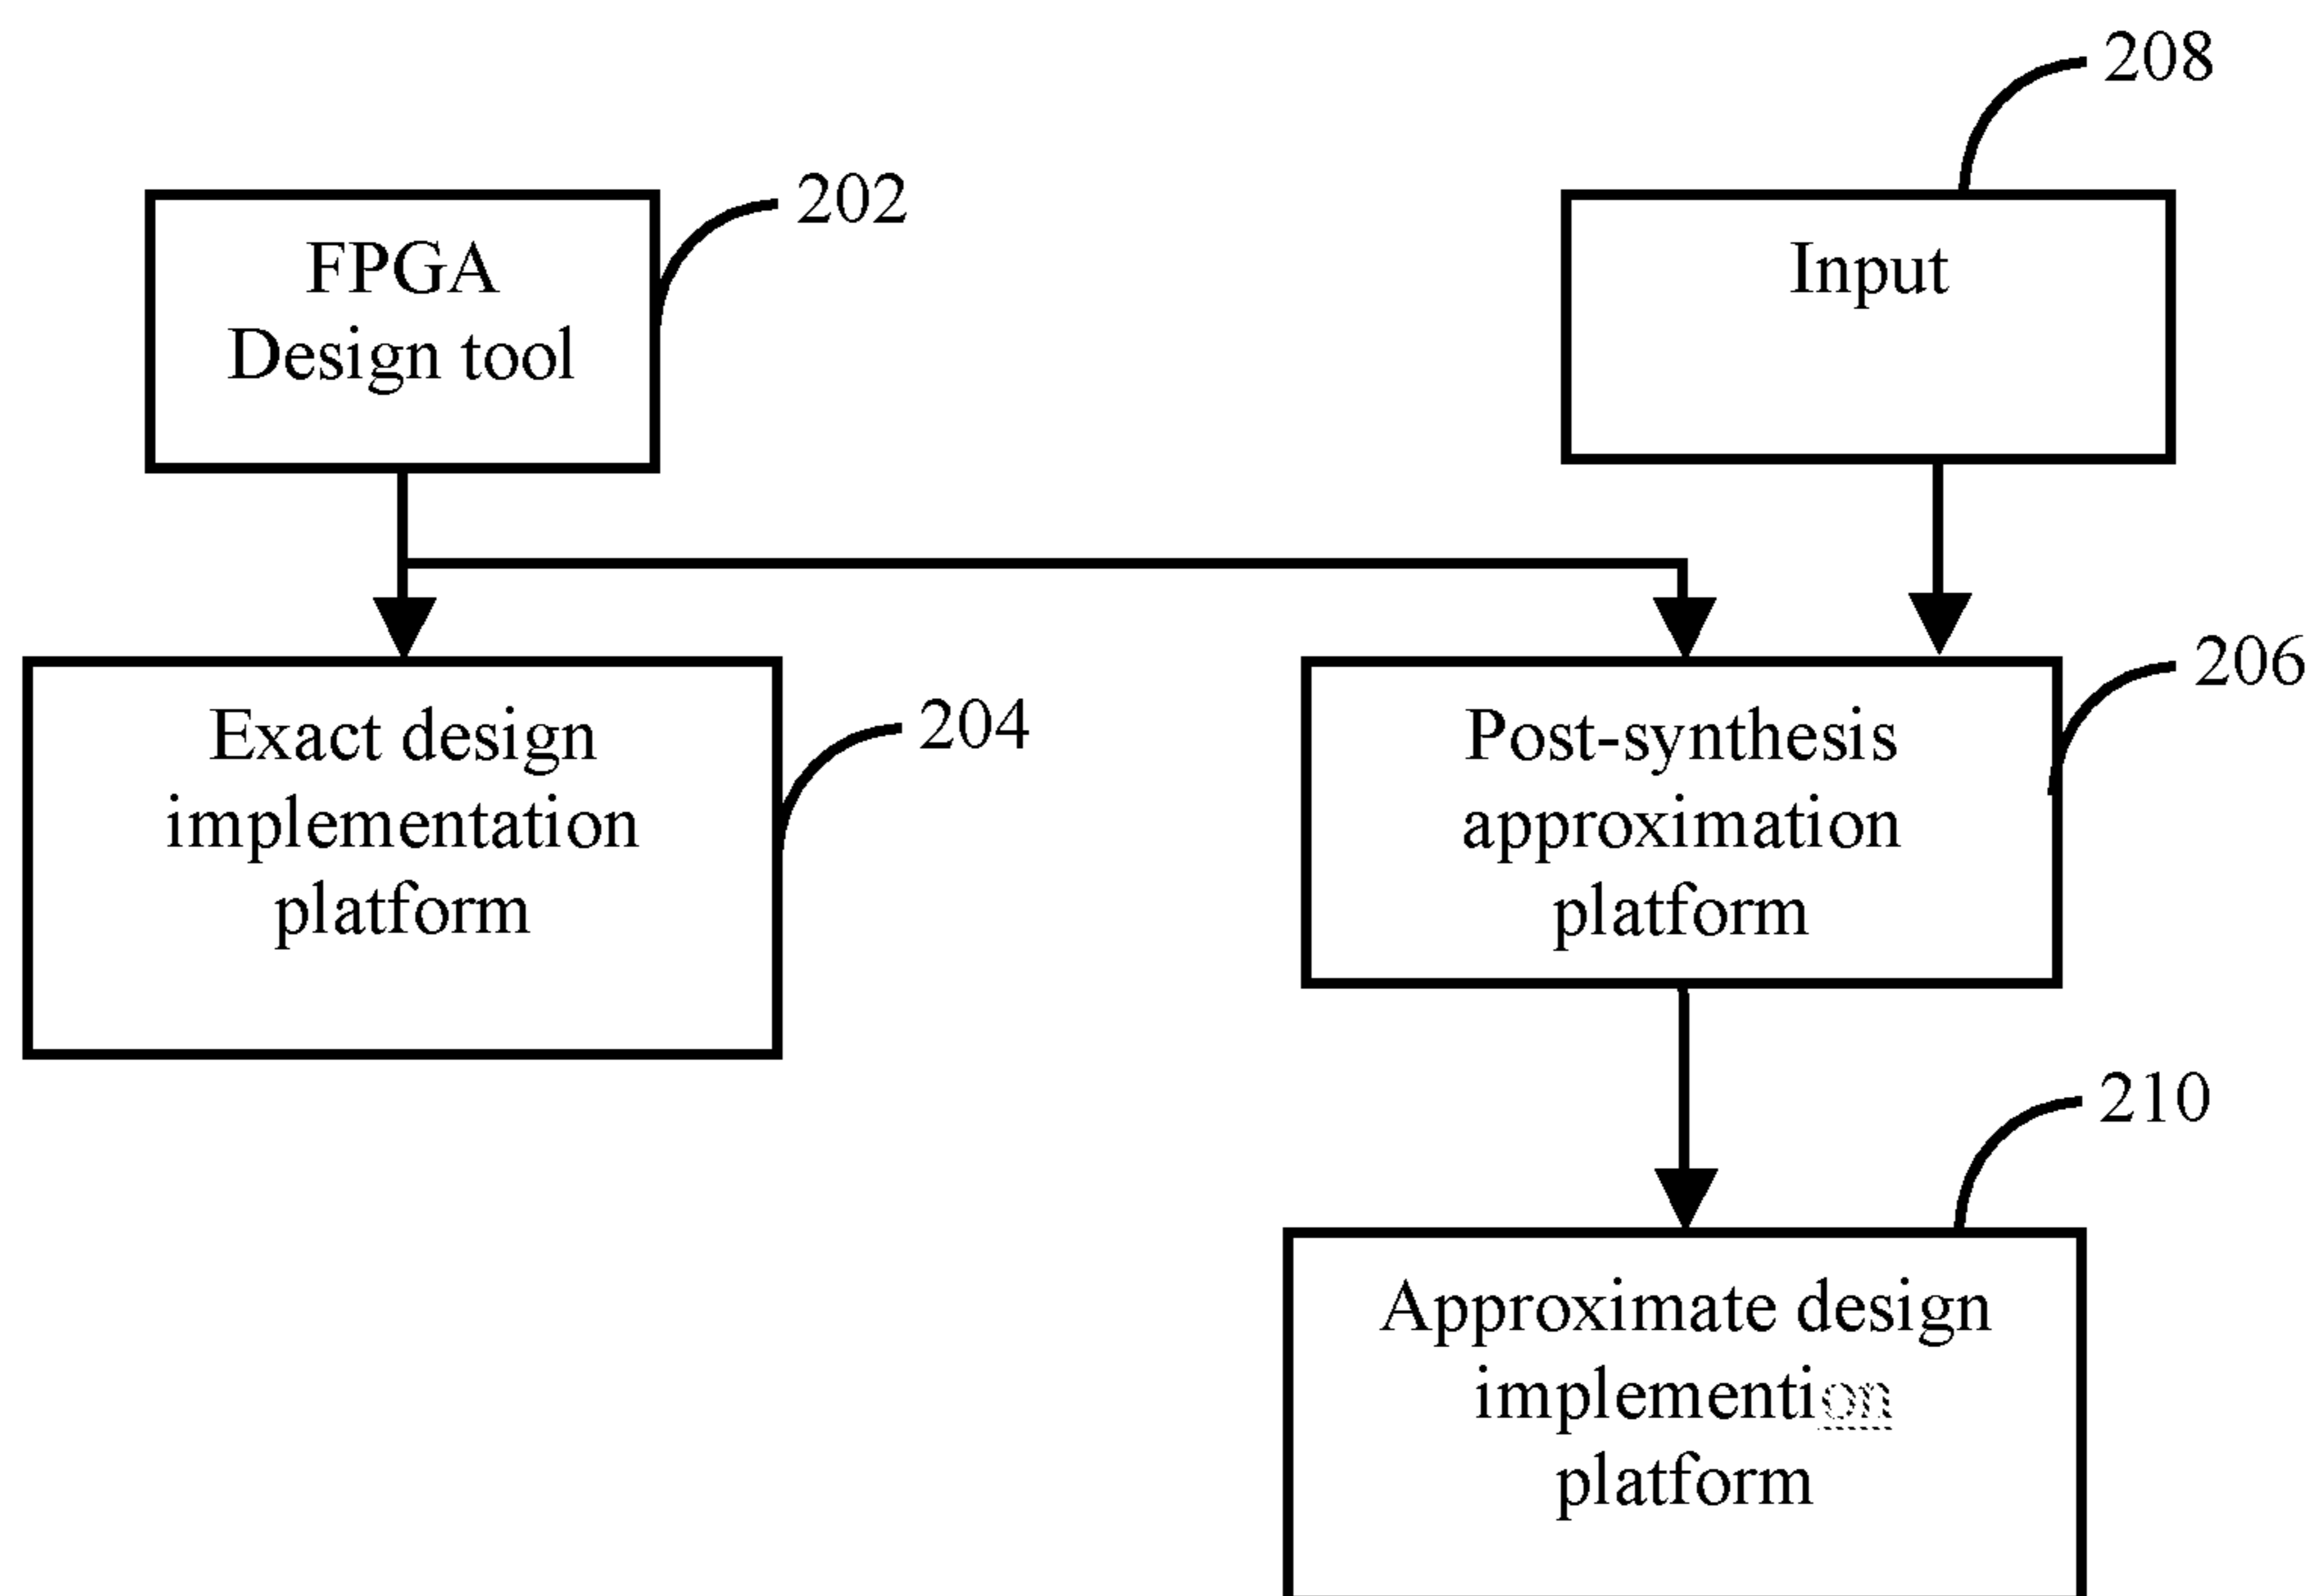 208
202
FPGA
Design tool
Input
206
Exact design
implementation
platform
204
Post-synthesis
approximation
platform
210
Approximate design
implemention
platform